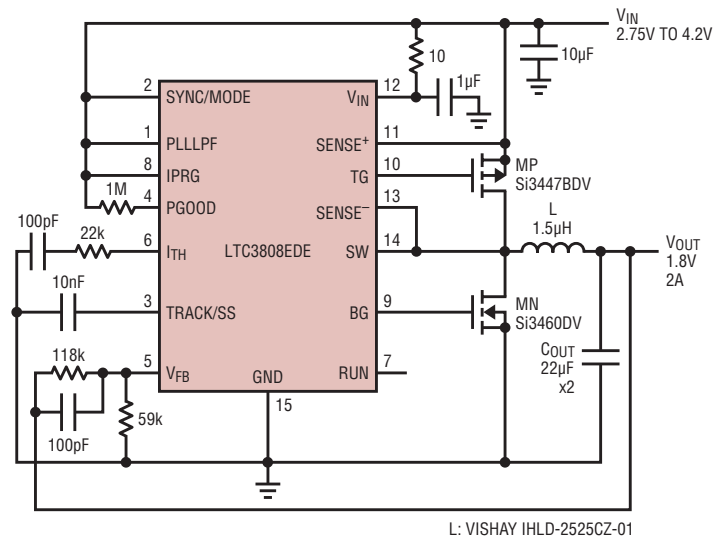 VIN
2.75V TO 4.2V
10
10µF
2
SYNC/MODE
VIN
12
1µF
1
PLLLPF
SENSE+
11
8
IPRG
TG
10
MP
Si3447BDV
1M
4
PGOOD
SENSE–
13
L
1.5µH
100pF
22k
6
ITH
LTC3808EDE
SW
14
VOUT
1.8V
2A
10nF
3
TRACK/SS
BG
9
MN
Si3460DV
118k
5
VFB
GND
RUN
7
COUT
22µF
x2
15
59k
100pF
L: VISHAY IHLD-2525CZ-01